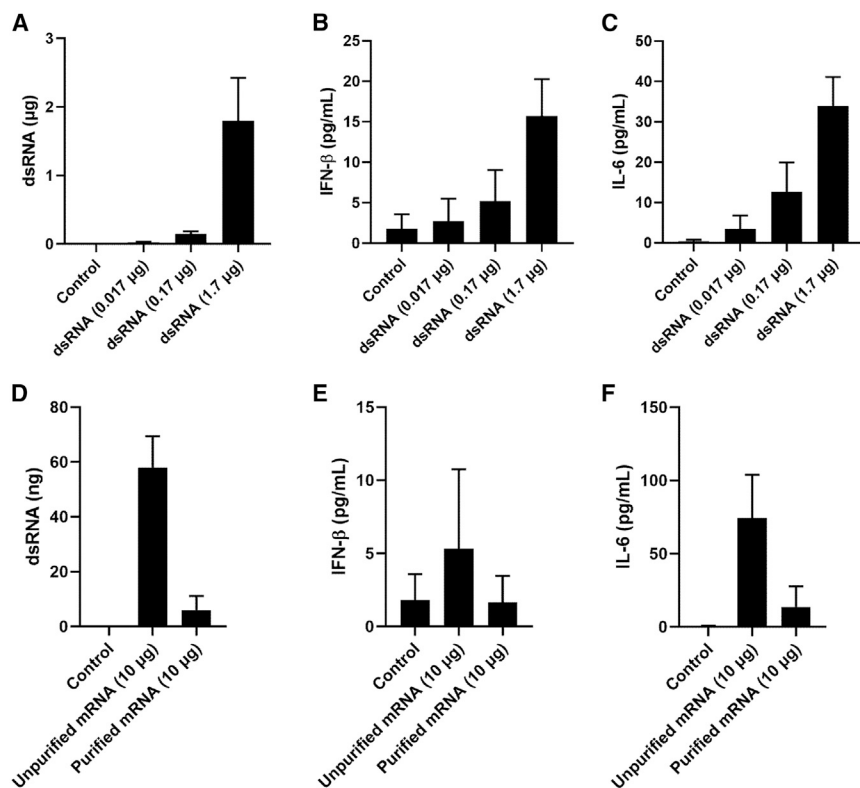 A
dsRNA (µg)
3
2
1
0
Control
dsRNA (0.017 µg)
dsRNA (0.17 µg)
dsRNA (1.7 µg)
B
IFN-β (pg/mL)
25
20
15
10
5
0
Control
dsRNA (0.017 µg)
dsRNA (0.17 µg)
dsRNA (1.7 µg)
C
IL-6 (pg/mL)
50
40
30
20
10
0
Control
dsRNA (0.017 µg)
dsRNA (0.17 µg)
dsRNA (1.7 µg)
D
dsRNA (ng)
80
60
40
20
0
Control
Unpurified mRNA (10 µg)
Purified mRNA (10 µg)
E
IFN-β (pg/mL)
15
10
5
0
Control
Unpurified mRNA (10 µg)
Purified mRNA (10 µg)
F
IL-6 (pg/mL)
150
100
50
0
Control
Unpurified mRNA (10 µg)
Purified mRNA (10 µg)